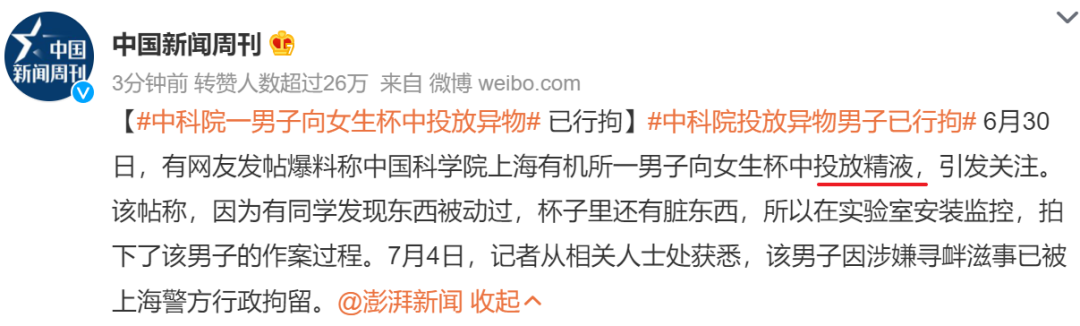 中国
新闻周刊
中国新闻周刊
3分钟前 转赞人数超过26万 来自 微博 weibo.com
【#中科院一男子向女生杯中投放异物# 已行拘】#中科院投放异物男子已行拘# 6月30
日，有网友发帖爆料称中国科学院上海有机所一男子向女生杯中投放精液，引发关注。
该帖称，因为有同学发现东西被动过，杯子里还有脏东西，所以在实验室安装监控，拍
下了该男子的作案过程。7月4日，记者从相关人士处获悉，该男子因涉嫌寻衅滋事已被
上海警方行政拘留。@澎湃新闻 收起